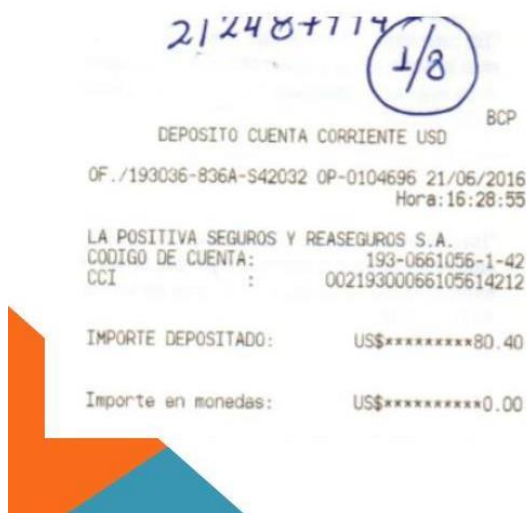 1/8
BCP
DEPOSITO CUENTA CORRIENTE USD
OF./193036-836A-S42032 OP-0104696 21/06/2016
Hora:16:28:55
LA POSITIVA SEGUROS Y REASEGUROS S.A.
CODIGO DE CUENTA: 193-0661056-1-42
CCI : 00219300066105614212
IMPORTE DEPOSITADO: US$*********80.40
Importe en monedas: US$**********0.00